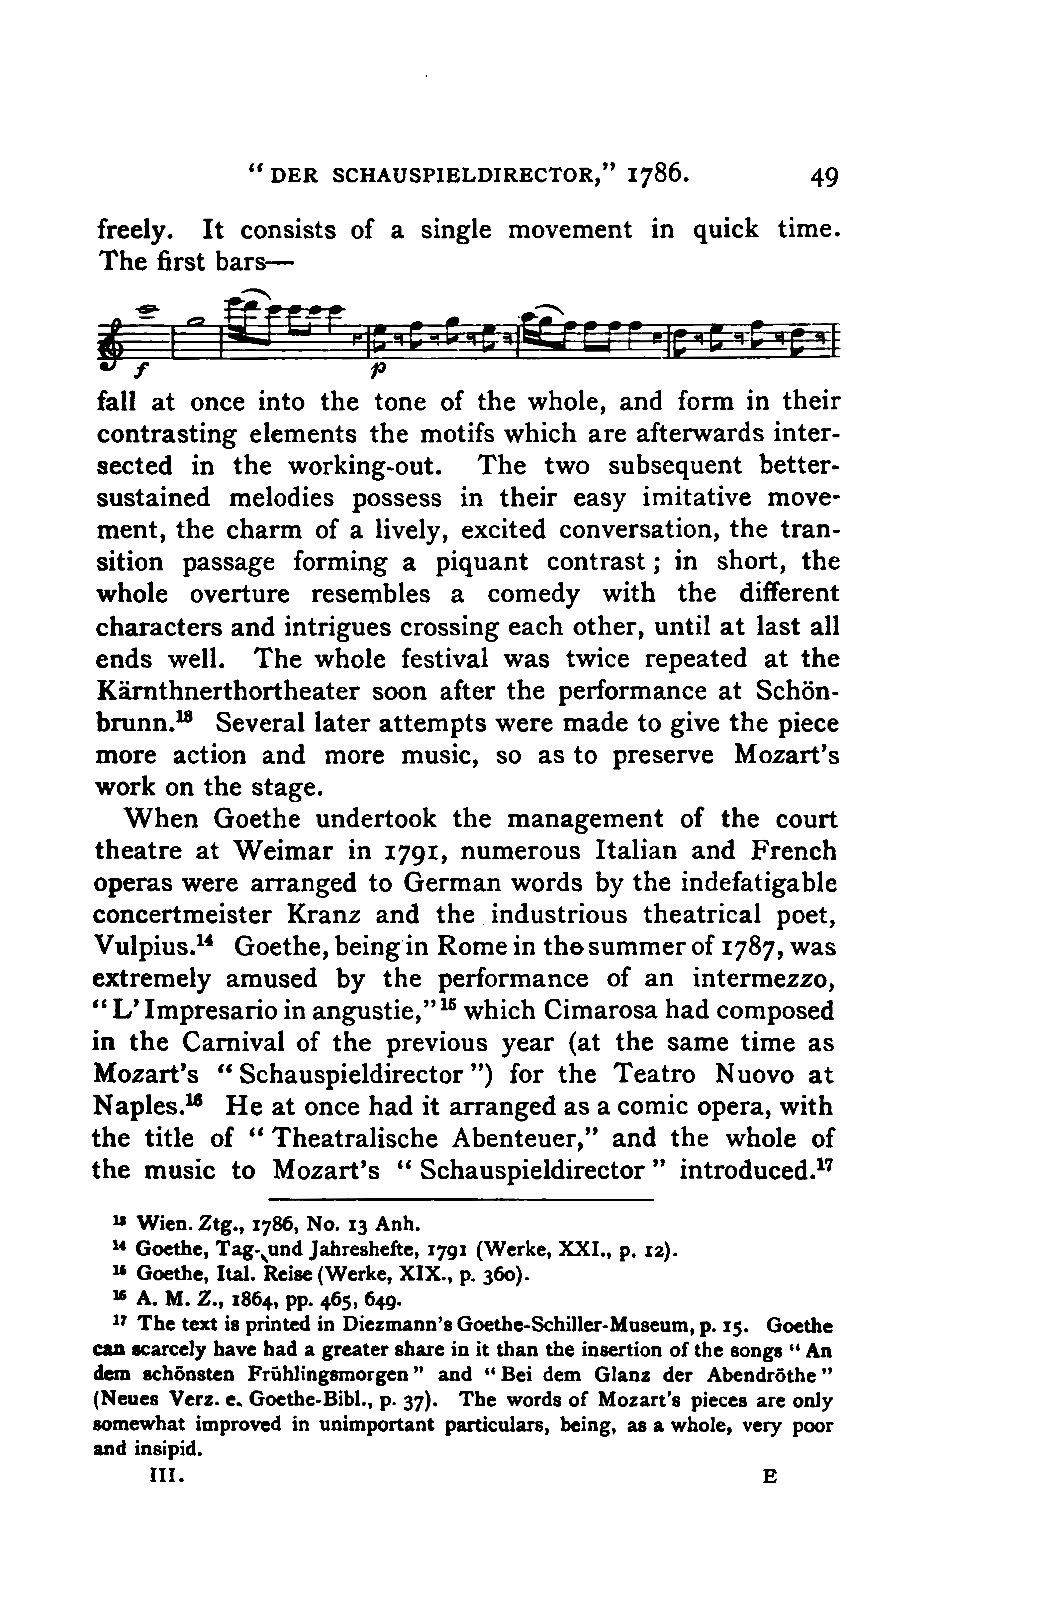 "DER SCHAUSPIELDIRECTOR," 1786. 49
freely. It consists of a single movement in quick time.
The first bars—
f p
fall at once into the tone of the whole, and form in their
contrasting elements the motifs which are afterwards inter-
sected in the working-out. The two subsequent better-
sustained melodies possess in their easy imitative move-
ment, the charm of a lively, excited conversation, the tran-
sition passage forming a piquant contrast; in short, the
whole overture resembles a comedy with the different
characters and intrigues crossing each other, until at last all
ends well. The whole festival was twice repeated at the
Kärnthnerthortheater soon after the performance at Schön-
brunn.¹³ Several later attempts were made to give the piece
more action and more music, so as to preserve Mozart's
work on the stage.
When Goethe undertook the management of the court
theatre at Weimar in 1791, numerous Italian and French
operas were arranged to German words by the indefatigable
concertmeister Kranz and the industrious theatrical poet,
Vulpius.¹⁴ Goethe, being in Rome in the summer of 1787, was
extremely amused by the performance of an intermezzo,
"L'Impresario in angustie,"¹⁵ which Cimarosa had composed
in the Carnival of the previous year (at the same time as
Mozart's "Schauspieldirector") for the Teatro Nuovo at
Naples.¹⁶ He at once had it arranged as a comic opera, with
the title of "Theatralische Abenteuer," and the whole of
the music to Mozart's "Schauspieldirector" introduced.¹⁷
¹³ Wien. Ztg., 1786, No. 13 Anh.
¹⁴ Goethe, Tag- und Jahreshefte, 1791 (Werke, XXI., p. 12).
¹⁵ Goethe, Ital. Reise (Werke, XIX., p. 360).
¹⁶ A. M. Z., 1864, pp. 465, 649.
¹⁷ The text is printed in Diezmann's Goethe-Schiller-Museum, p. 15. Goethe
can scarcely have had a greater share in it than the insertion of the songs "An
dem schönsten Frühlingsmorgen" and "Bei dem Glanz der Abendröthe"
(Neues Verz. e. Goethe-Bibl., p. 37). The words of Mozart's pieces are only
somewhat improved in unimportant particulars, being, as a whole, very poor
and insipid.
III. E